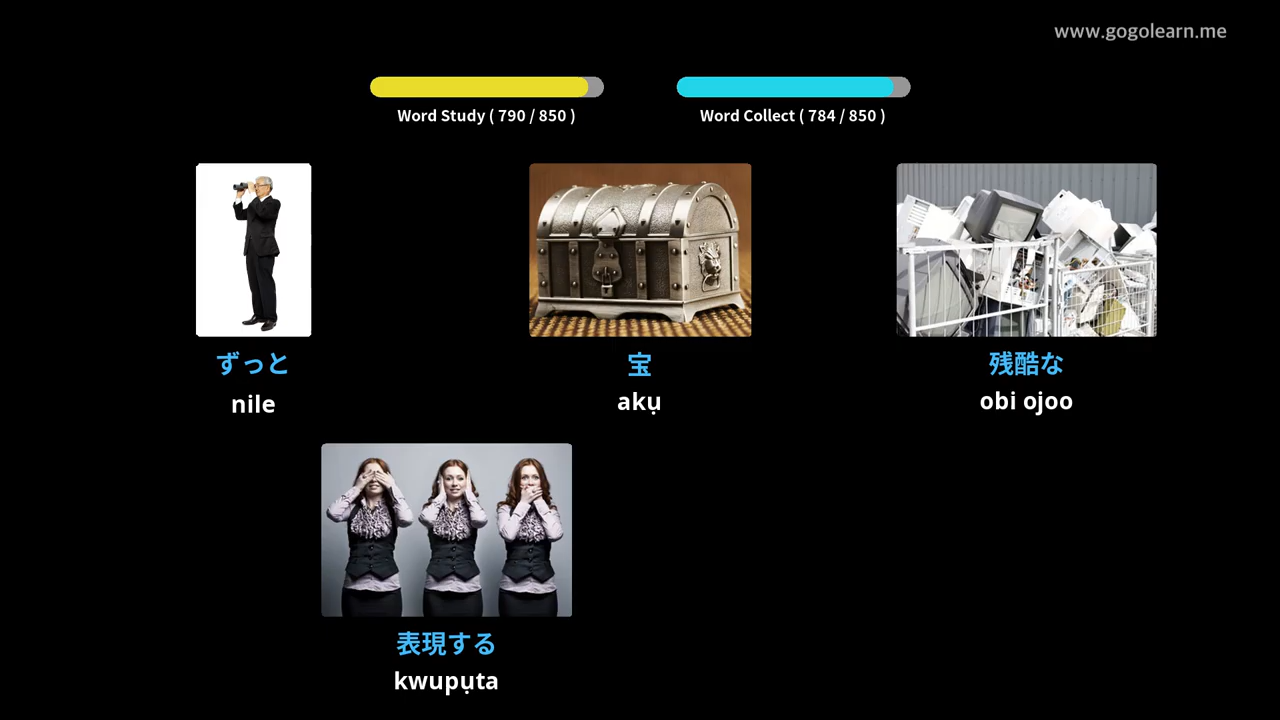 www.gogolearn.me
Word Study ( 790 / 850 )
Word Collect ( 784 / 850 )
ずっと
nile
宝
akụ
残酷な
obi ojoo
表現する
kwupụta